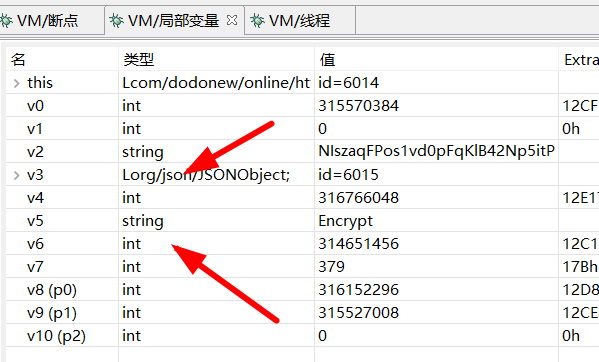 VM/断点 VM/局部变量 VM/线程
名 类型 值 Extra
this Lcom/dodonew/online/ht id=6014
v0 int 315570384 12CF
v1 int 0 0h
v2 string NIszaqFPos1vd0pFqKlB42Np5itP
v3 Lorg/json/JSONObject; id=6015
v4 int 316766048 12E17
v5 string Encrypt
v6 int 314651456 12C1
v7 int 379 17Bh
v8 (p0) int 316152296 12D8
v9 (p1) int 315527008 12CE
v10 (p2) int 0 0h